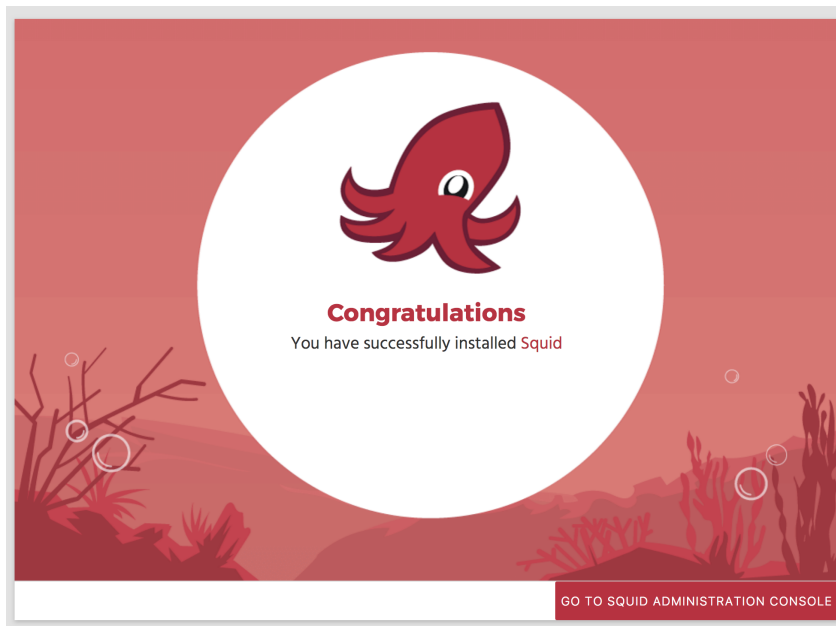 Congratulations
You have successfully installed Squid
GO TO SQUID ADMINISTRATION CONSOLE